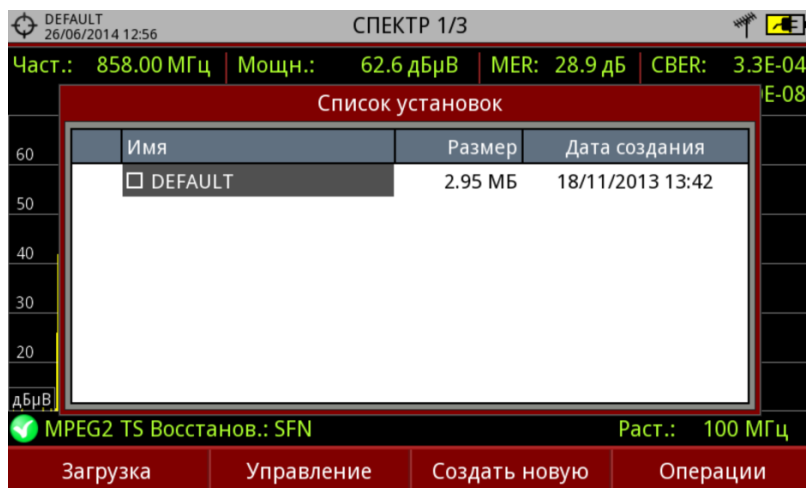 DEFAULT
26/06/2014 12:56
СПЕКТР 1/3
Част.: 858.00 МГц Мощн.: 62.6 дБμВ MER: 28.9 дБ CBER: 3.3E-04
E-08
Список установок
Имя Размер Дата создания
DEFAULT 2.95 МБ 18/11/2013 13:42
60
50
40
30
20
дБμВ
MPEG2 TS Восстанов.: SFN Раст.: 100 МГц
Загрузка Управление Создать новую Операции